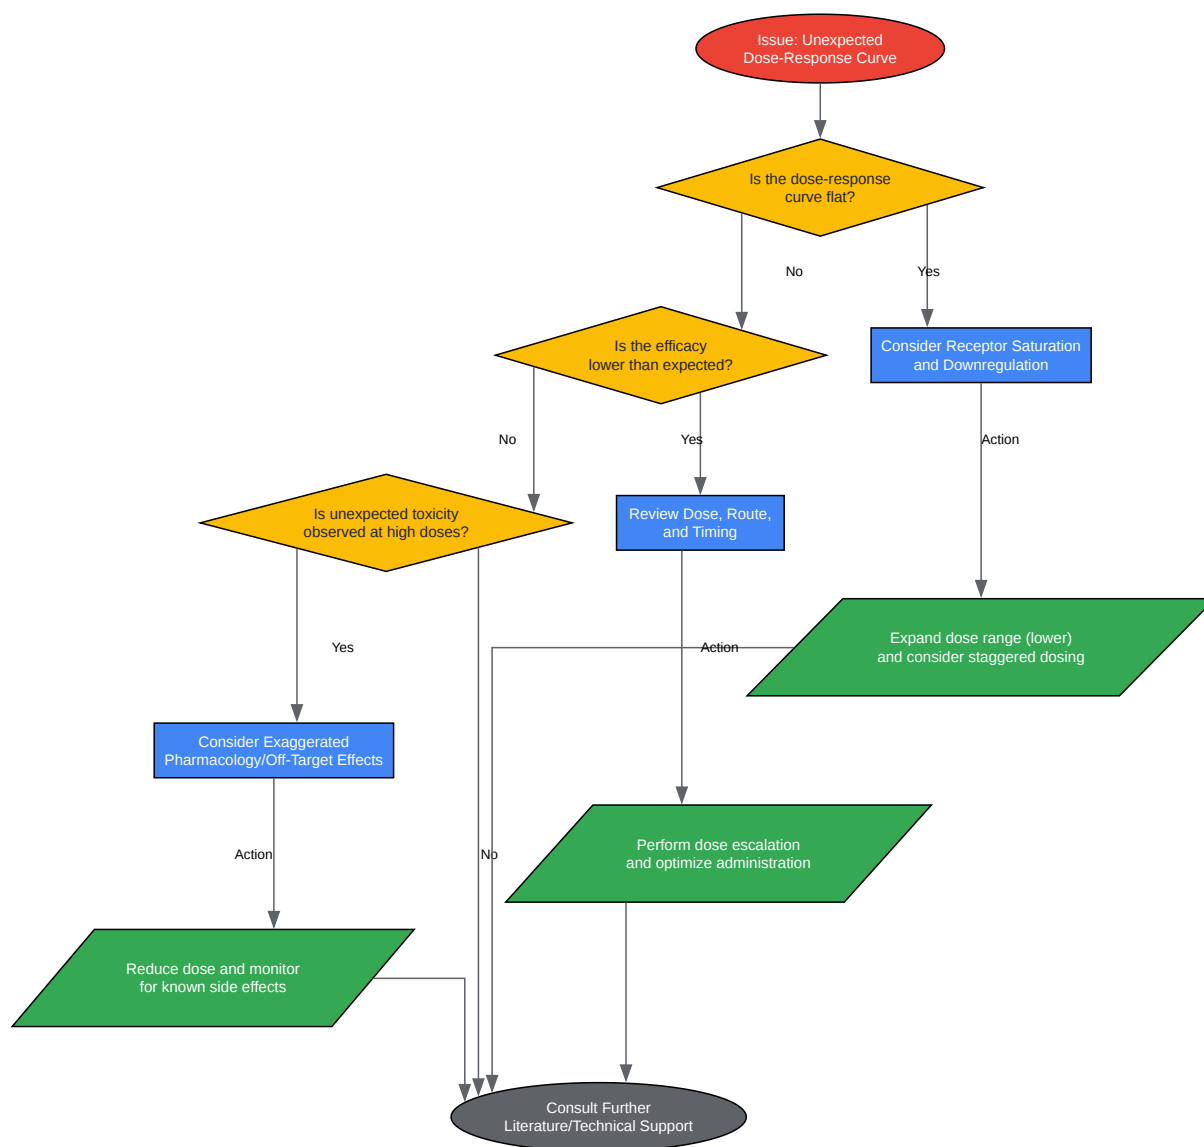 Issue: Unexpected
Dose-Response Curve
Is the dose-response
curve flat?
No
Yes
Is the efficacy
lower than expected?
Consider Receptor Saturation
and Downregulation
No
Yes
Action
Is unexpected toxicity
observed at high doses?
Review Dose, Route,
and Timing
Yes
Action
Expand dose range (lower)
and consider staggered dosing
Consider Exaggerated
Pharmacology/Off-Target Effects
Action
No
Perform dose escalation
and optimize administration
Reduce dose and monitor
for known side effects
Consult Further
Literature/Technical Support